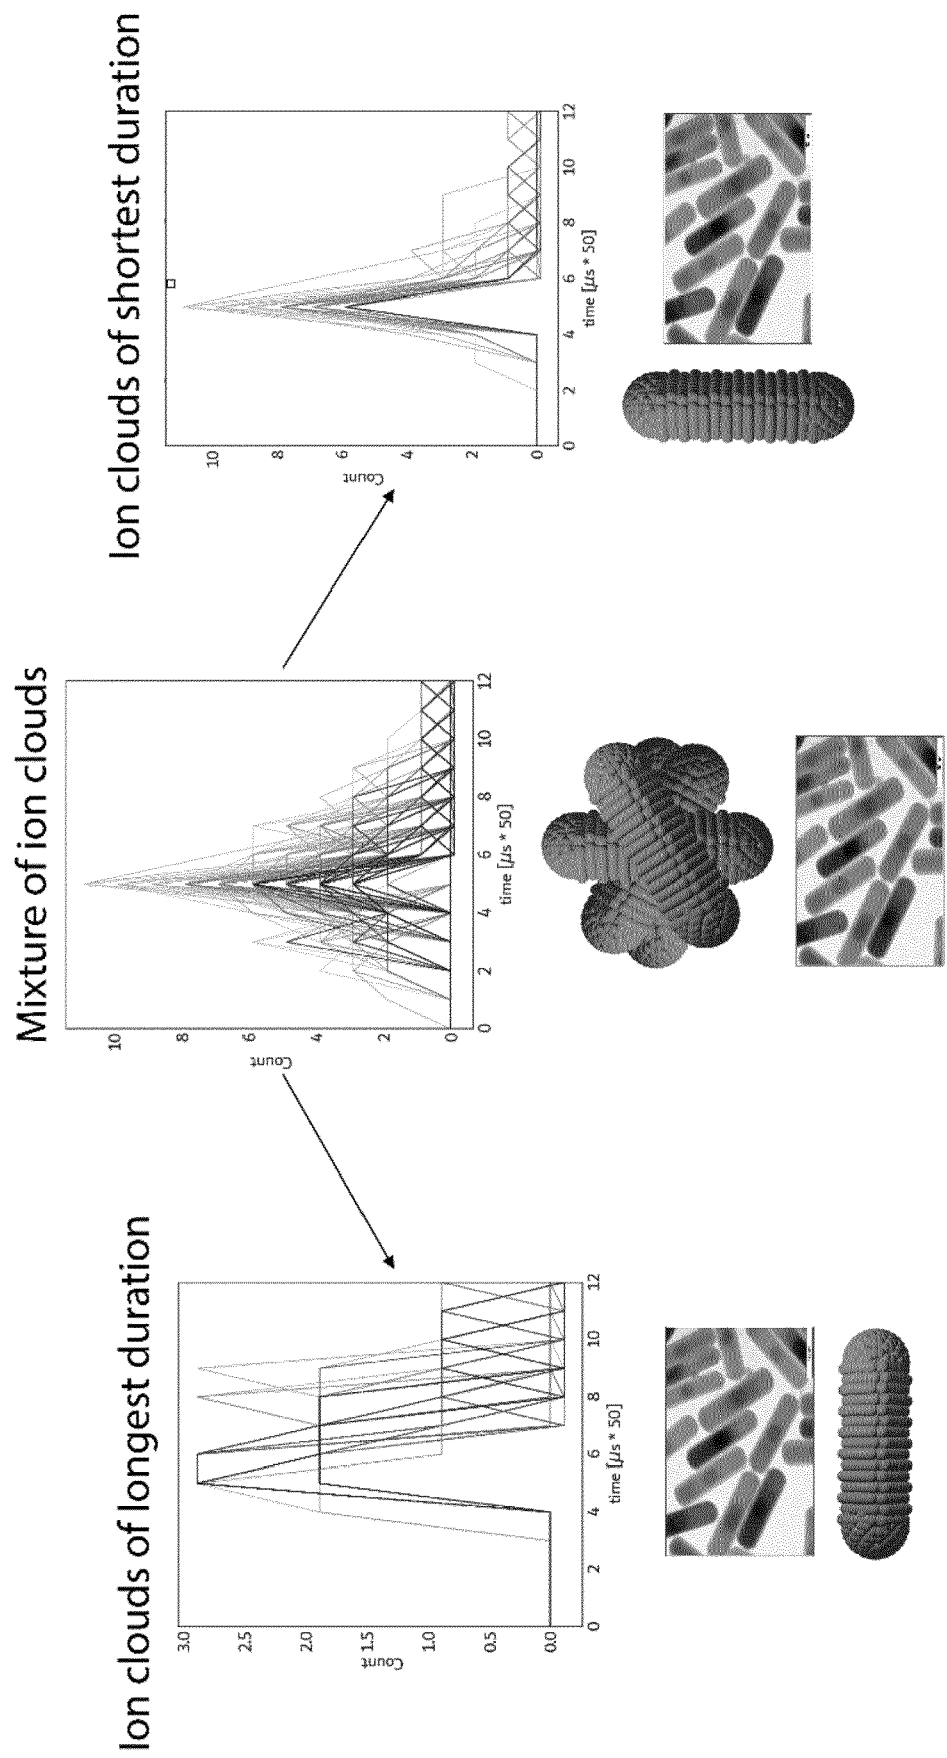 Mixture of ion clouds
Ion clouds of longest duration
Ion clouds of shortest duration
Count
3.0
2.5
2.0
1.5
1.0
0.5
0.0
0 2 4 6 8 10 12
time [μs * 50]
Count
10
8
6
4
2
0
0 2 4 6 8 10 12
time [μs * 50]
Count
10
8
6
4
2
0
0 2 4 6 8 10 12
time [μs * 50]